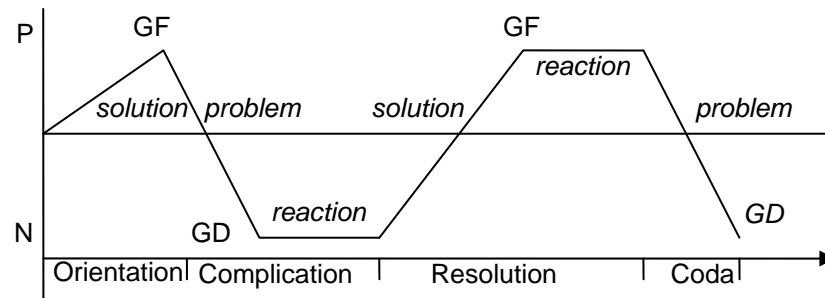 P GF GF
reaction
solution problem solution problem
reaction GD
N GD
Orientation Complication Resolution Coda